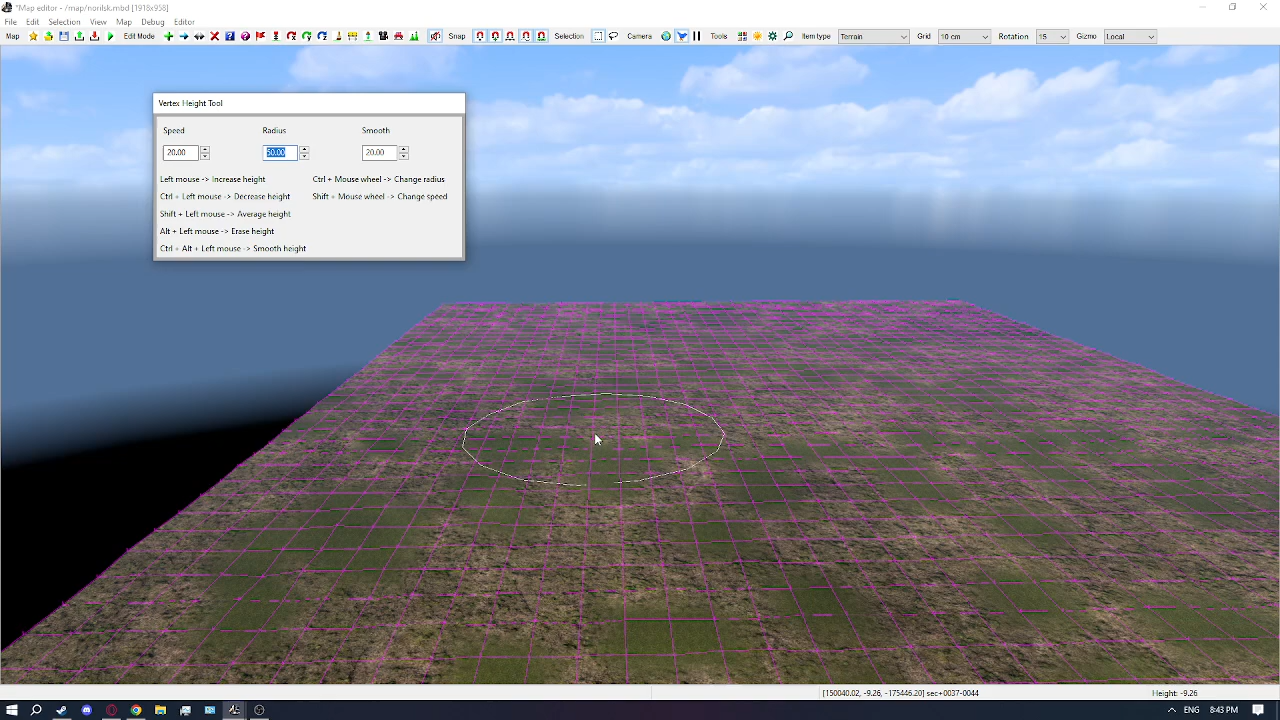 *Map editor - /map/norilsk.mbd [1918x958]
File Edit Selection View Map Debug Editor
Map Edit Mode Snap Selection Camera Tools Item type Terrain Grid 10 cm Rotation 15 Gizmo Local
Vertex Height Tool
Speed Radius Smooth
20.00 50.00 20.00
Left mouse -> Increase height Ctrl + Mouse wheel -> Change radius
Ctrl + Left mouse -> Decrease height Shift + Mouse wheel -> Change speed
Shift + Left mouse -> Average height
Alt + Left mouse -> Erase height
Ctrl + Alt + Left mouse -> Smooth height
[150040.02, -9.26, -175446.20] sec+0037-0044 Height: -9.26
ENG 8:43 PM